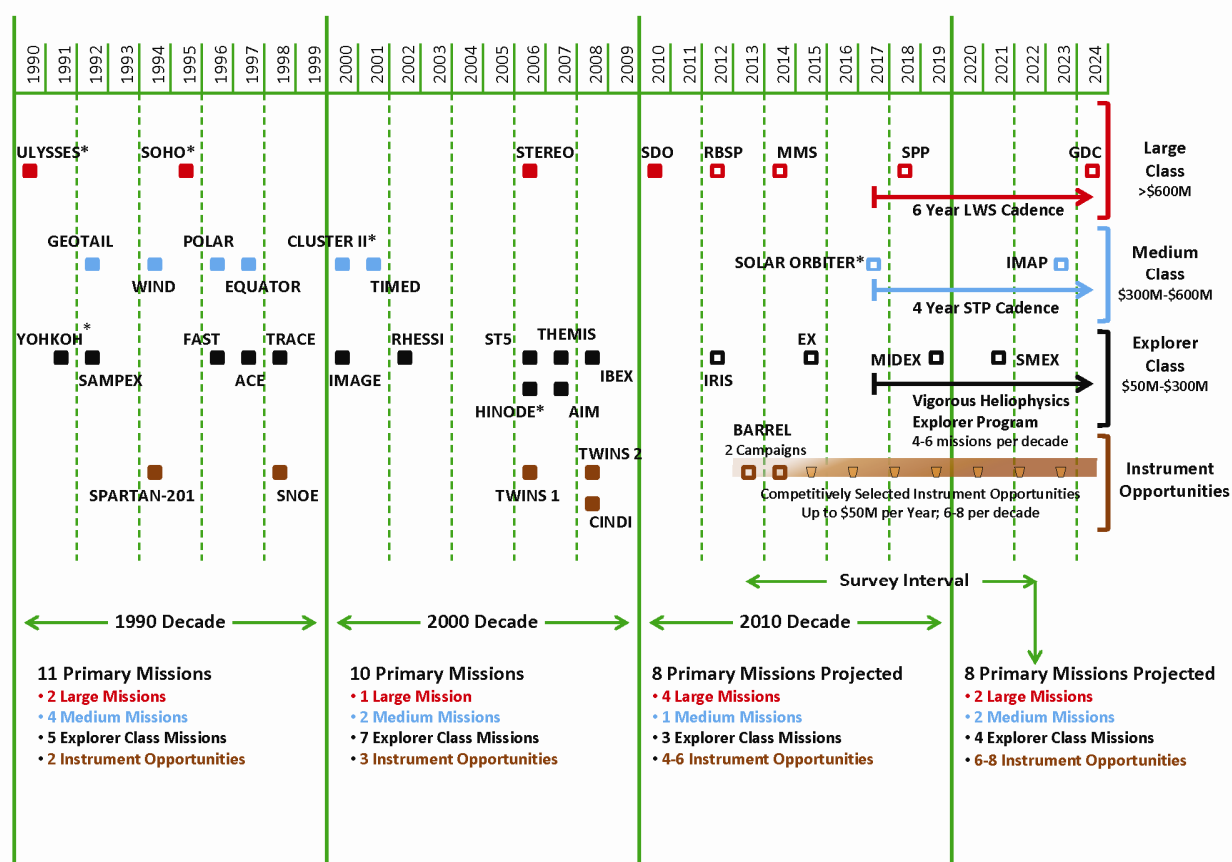 1990 1991 1992 1993 1994 1995 1996 1997 1998 1999 2000 2001 2002 2003 2004 2005 2006 2007 2008 2009 2010 2011 2012 2013 2014 2015 2016 2017 2018 2019 2020 2021 2022 2023 2024
ULYSSES* SOHO* STEREO SDO RBSP MMS SPP GDC
6 Year LWS Cadence
Large
Class
>$600M
GEOTAIL POLAR CLUSTER II*
SOLAR ORBITER* IMAP
WIND EQUATOR TIMED
4 Year STP Cadence
Medium
Class
$300M-$600M
YOHKOH* FAST TRACE RHESSI ST5 THEMIS EX
MIDEX SMEX
SAMPEX ACE IMAGE IBEX IRIS
HINODE* AIM
Vigorous Heliophysics
Explorer Program
4-6 missions per decade
Explorer
Class
$50M-$300M
BARREL
2 Campaigns
TWINS 2
SPARTAN-201 SNOE TWINS 1
CINDI
Competitively Selected Instrument Opportunities
Up to $50M per Year; 6-8 per decade
Instrument
Opportunities
Survey Interval
1990 Decade 2000 Decade 2010 Decade
11 Primary Missions
• 2 Large Missions
• 4 Medium Missions
• 5 Explorer Class Missions
• 2 Instrument Opportunities
10 Primary Missions
• 1 Large Mission
• 2 Medium Missions
• 7 Explorer Class Missions
• 3 Instrument Opportunities
8 Primary Missions Projected
• 4 Large Missions
• 1 Medium Missions
• 3 Explorer Class Missions
• 4-6 Instrument Opportunities
8 Primary Missions Projected
• 2 Large Missions
• 2 Medium Missions
• 4 Explorer Class Missions
• 6-8 Instrument Opportunities